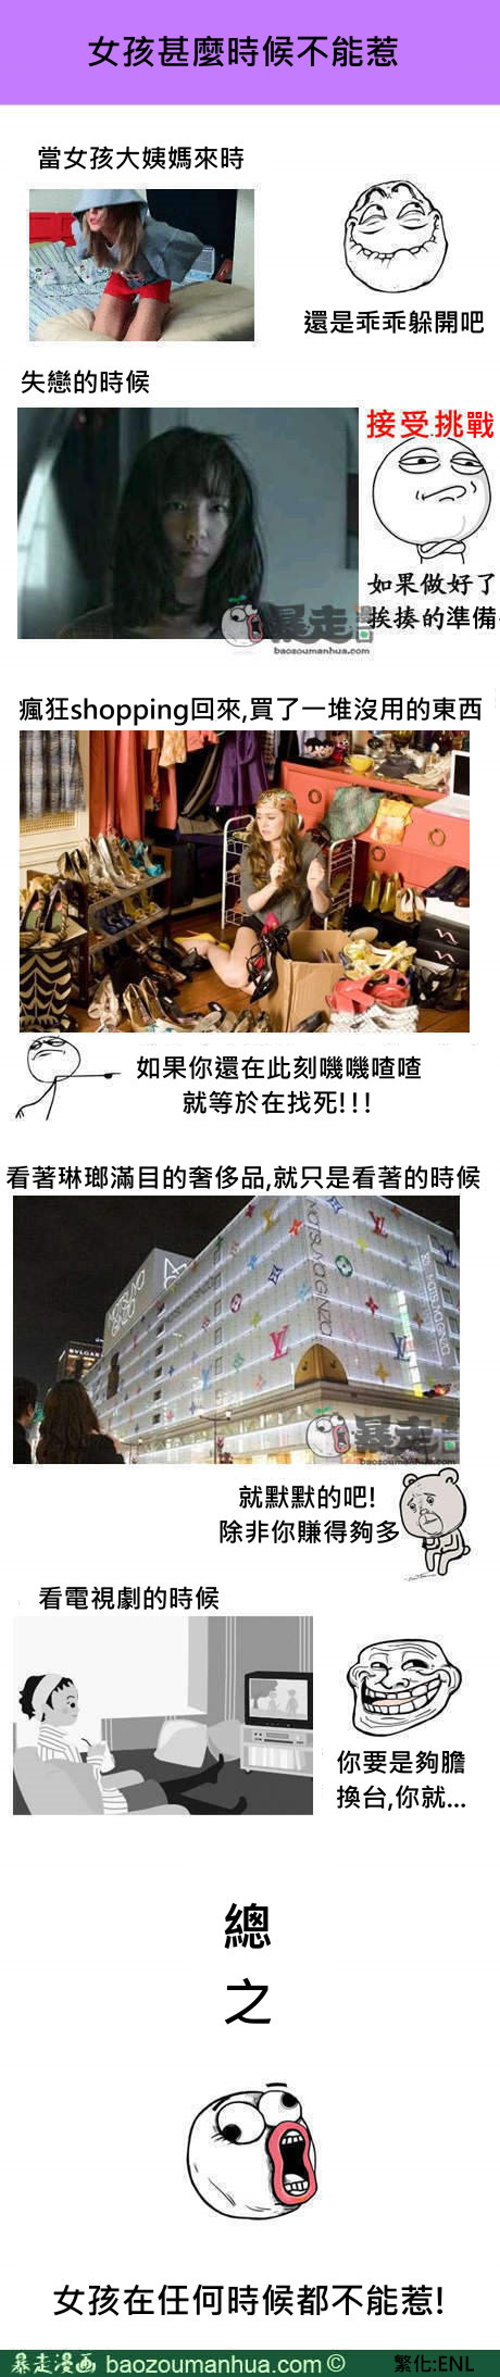 女孩甚麼時候不能惹
當女孩大姨媽來時
還是乖乖躲開吧
失戀的時候
接受挑戰
如果做好了
挨揍的準備
暴走
baozoumanhua.com
瘋狂shopping回來,買了一堆沒用的東西
如果你還在此刻嘰嘰喳喳
就等於在找死!!!
看著琳瑯滿目的奢侈品,就只是看著的時候
MATSUYA
GINZA
MATSUYA GINZA
BVLGARI
暴走
baozoumanhua.com
就默默的吧!
除非你賺得夠多
看電視劇的時候
你要是夠膽
換台,你就...
總
之
女孩在任何時候都不能惹!
暴走漫画 baozoumanhua.com ©
繁化:ENL